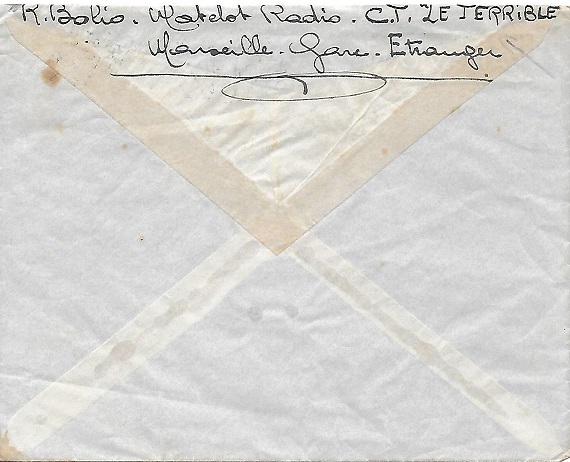 R. Bolio. Matelot Radio. C.T. "LE TERRIBLE
Marseille. Gare. Etranger